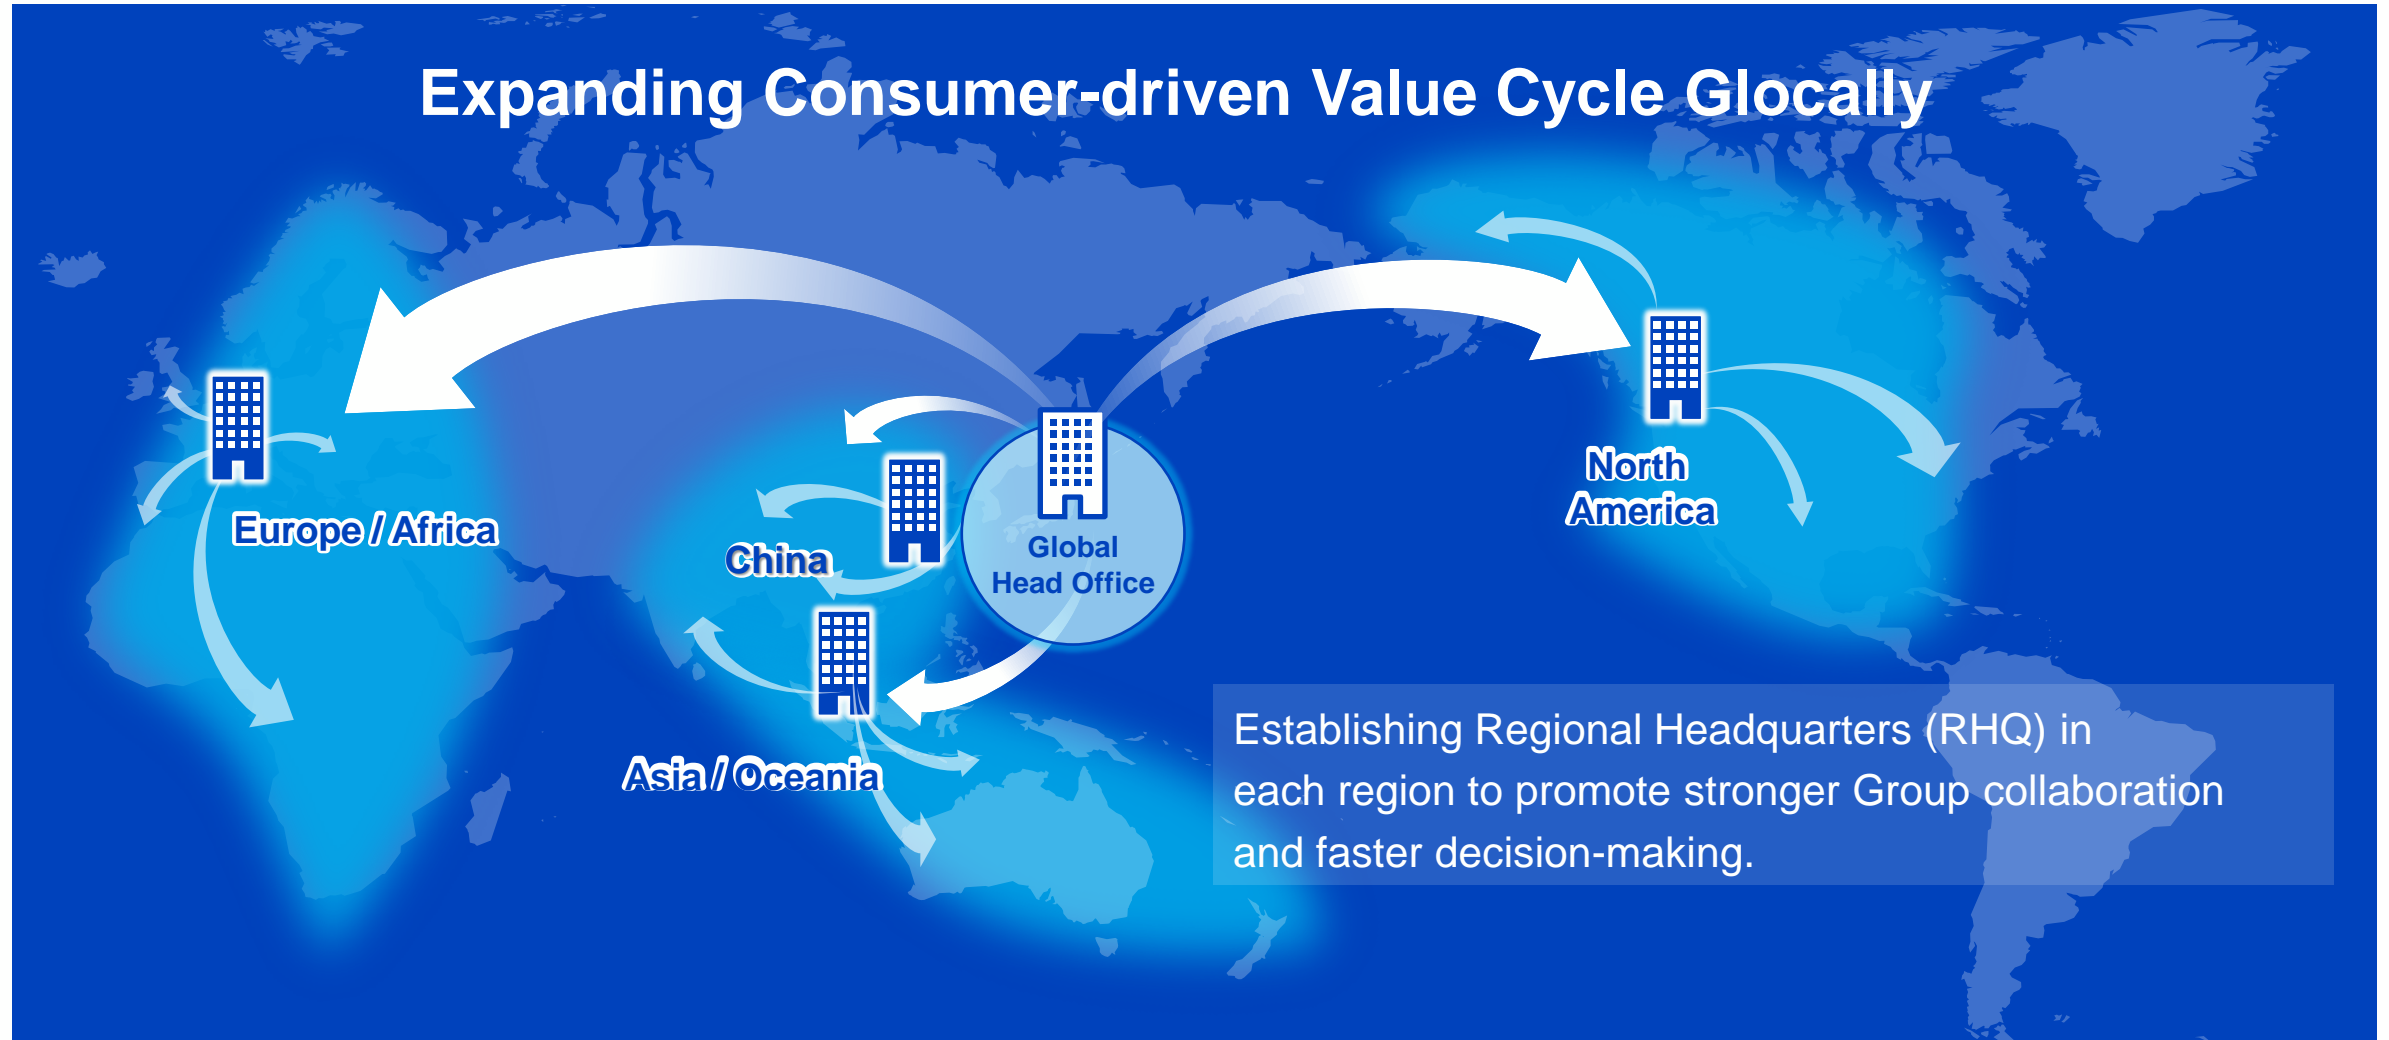 Expanding Consumer-driven Value Cycle Glocally
North
America
Europe / Africa
China
Global
Head Office
Asia / Oceania
Establishing Regional Headquarters (RHQ) in
each region to promote stronger Group collaboration
and faster decision-making.